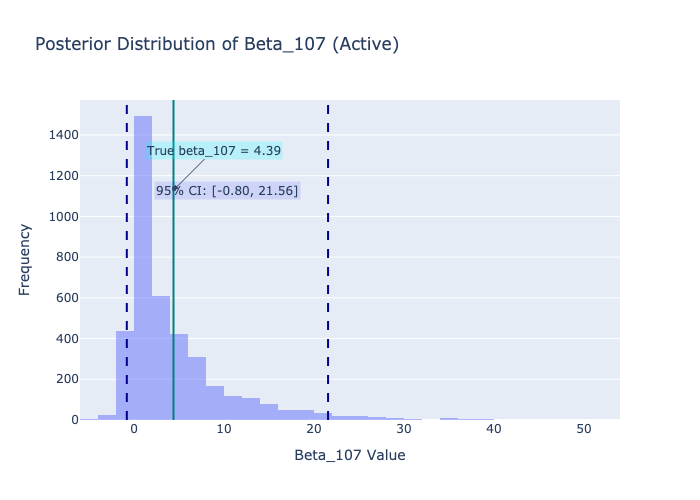 Posterior Distribution of Beta_107 (Active)
1400
1200
1000
800
600
400
200
0
Frequency
True beta_107 = 4.39
95% CI: [-0.80, 21.56]
0
10
20
30
40
50
Beta_107 Value